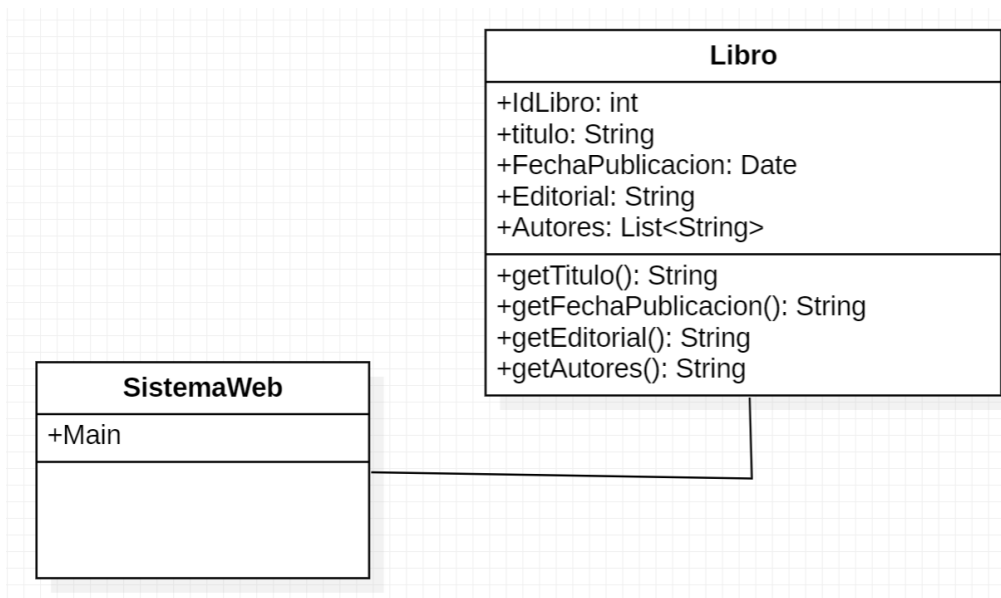 Libro
+IdLibro: int
+titulo: String
+FechaPublicacion: Date
+Editorial: String
+Autores: List<String>
+getTitulo(): String
+getFechaPublicacion(): String
+getEditorial(): String
+getAutores(): String
SistemaWeb
+Main